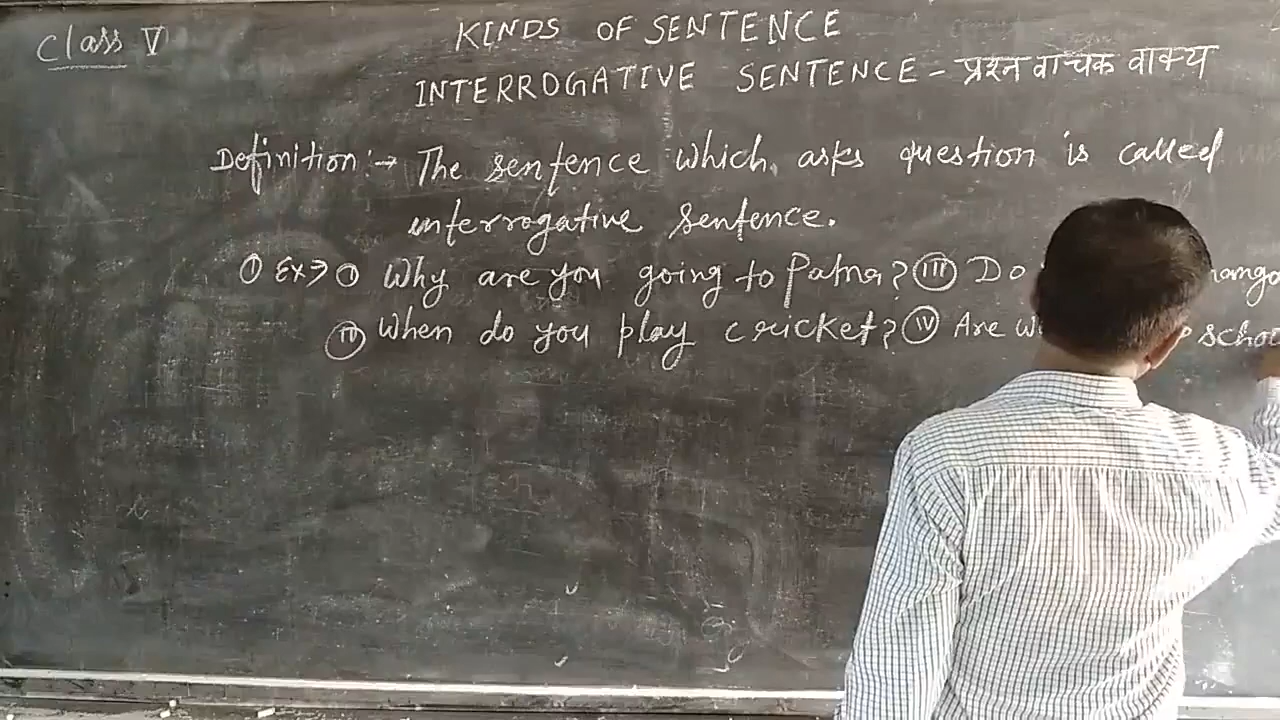 Class V
KINDS OF SENTENCE
INTERROGATIVE SENTENCE - प्रश्न वाचक वाक्य
Definition:→ The sentence which asks question is called
interrogative sentence.
① Ex→ ① Why are you going to Patna? (III) Do
(II) When do you play cricket? (IV) Are